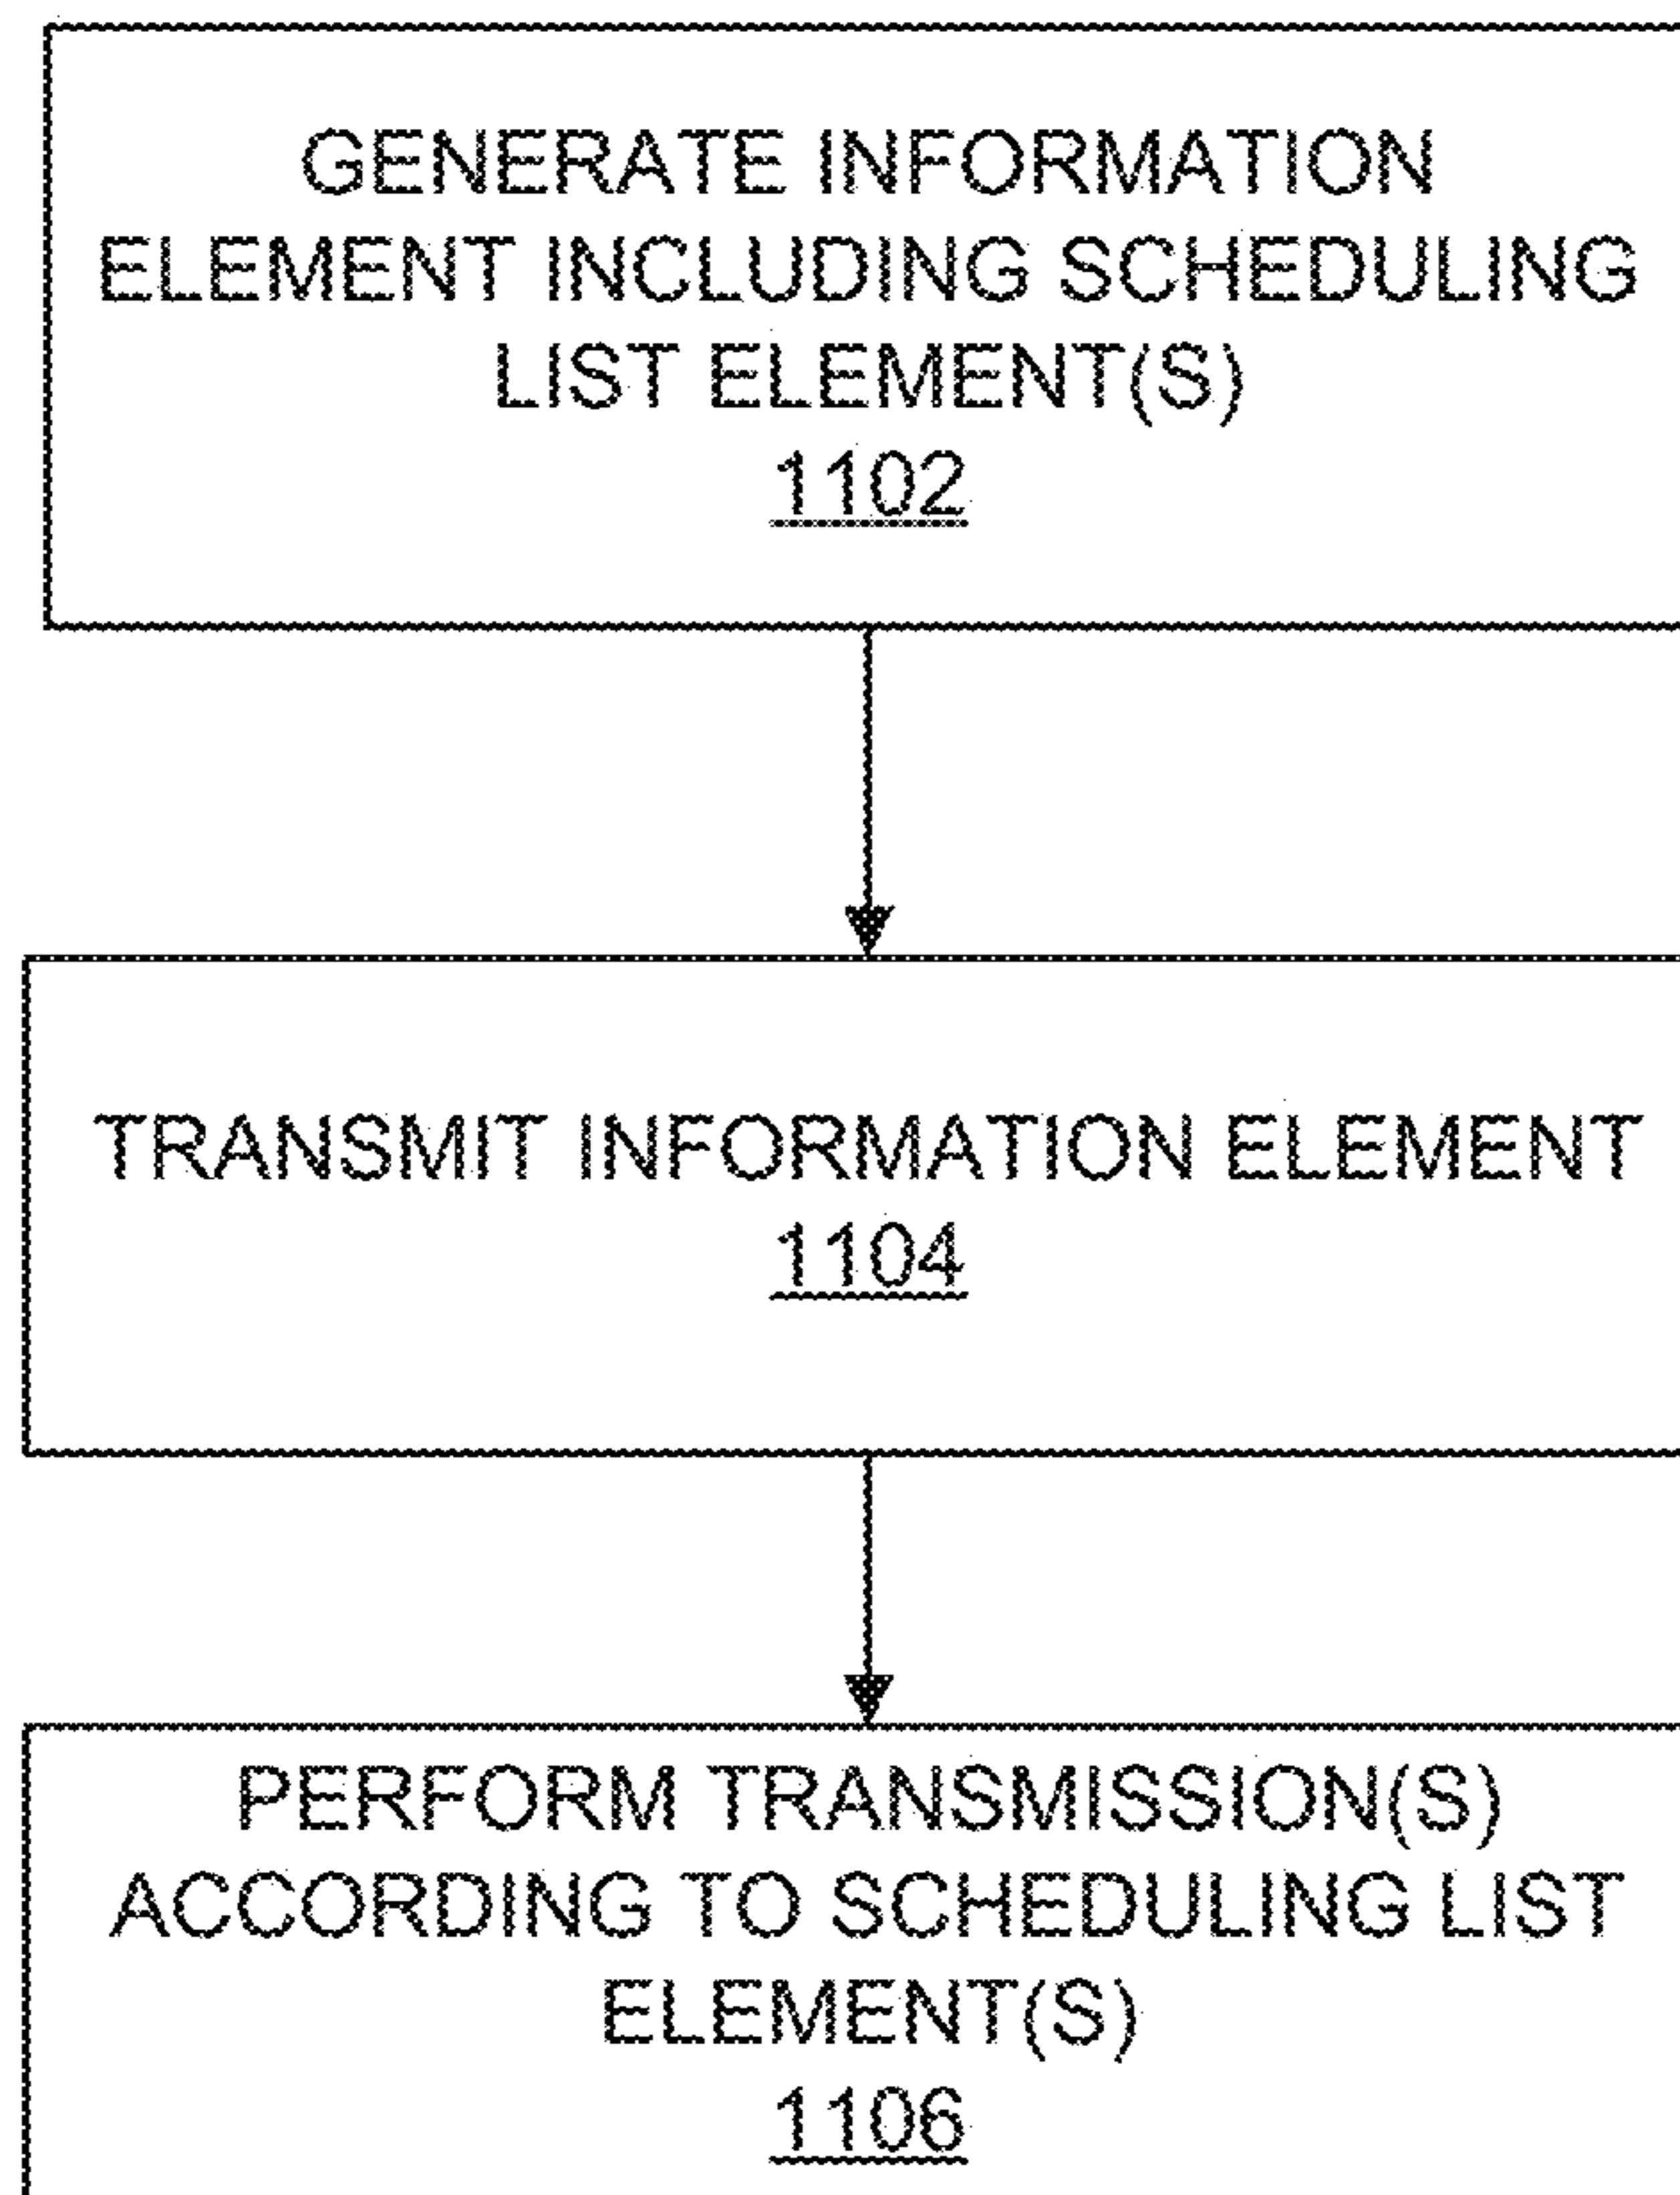 GENERATE INFORMATION
ELEMENT INCLUDING SCHEDULING
LIST ELEMENT(S)
1102
TRANSMIT INFORMATION ELEMENT
1104
PERFORM TRANSMISSION(S)
ACCORDING TO SCHEDULING LIST
ELEMENT(S)
1106